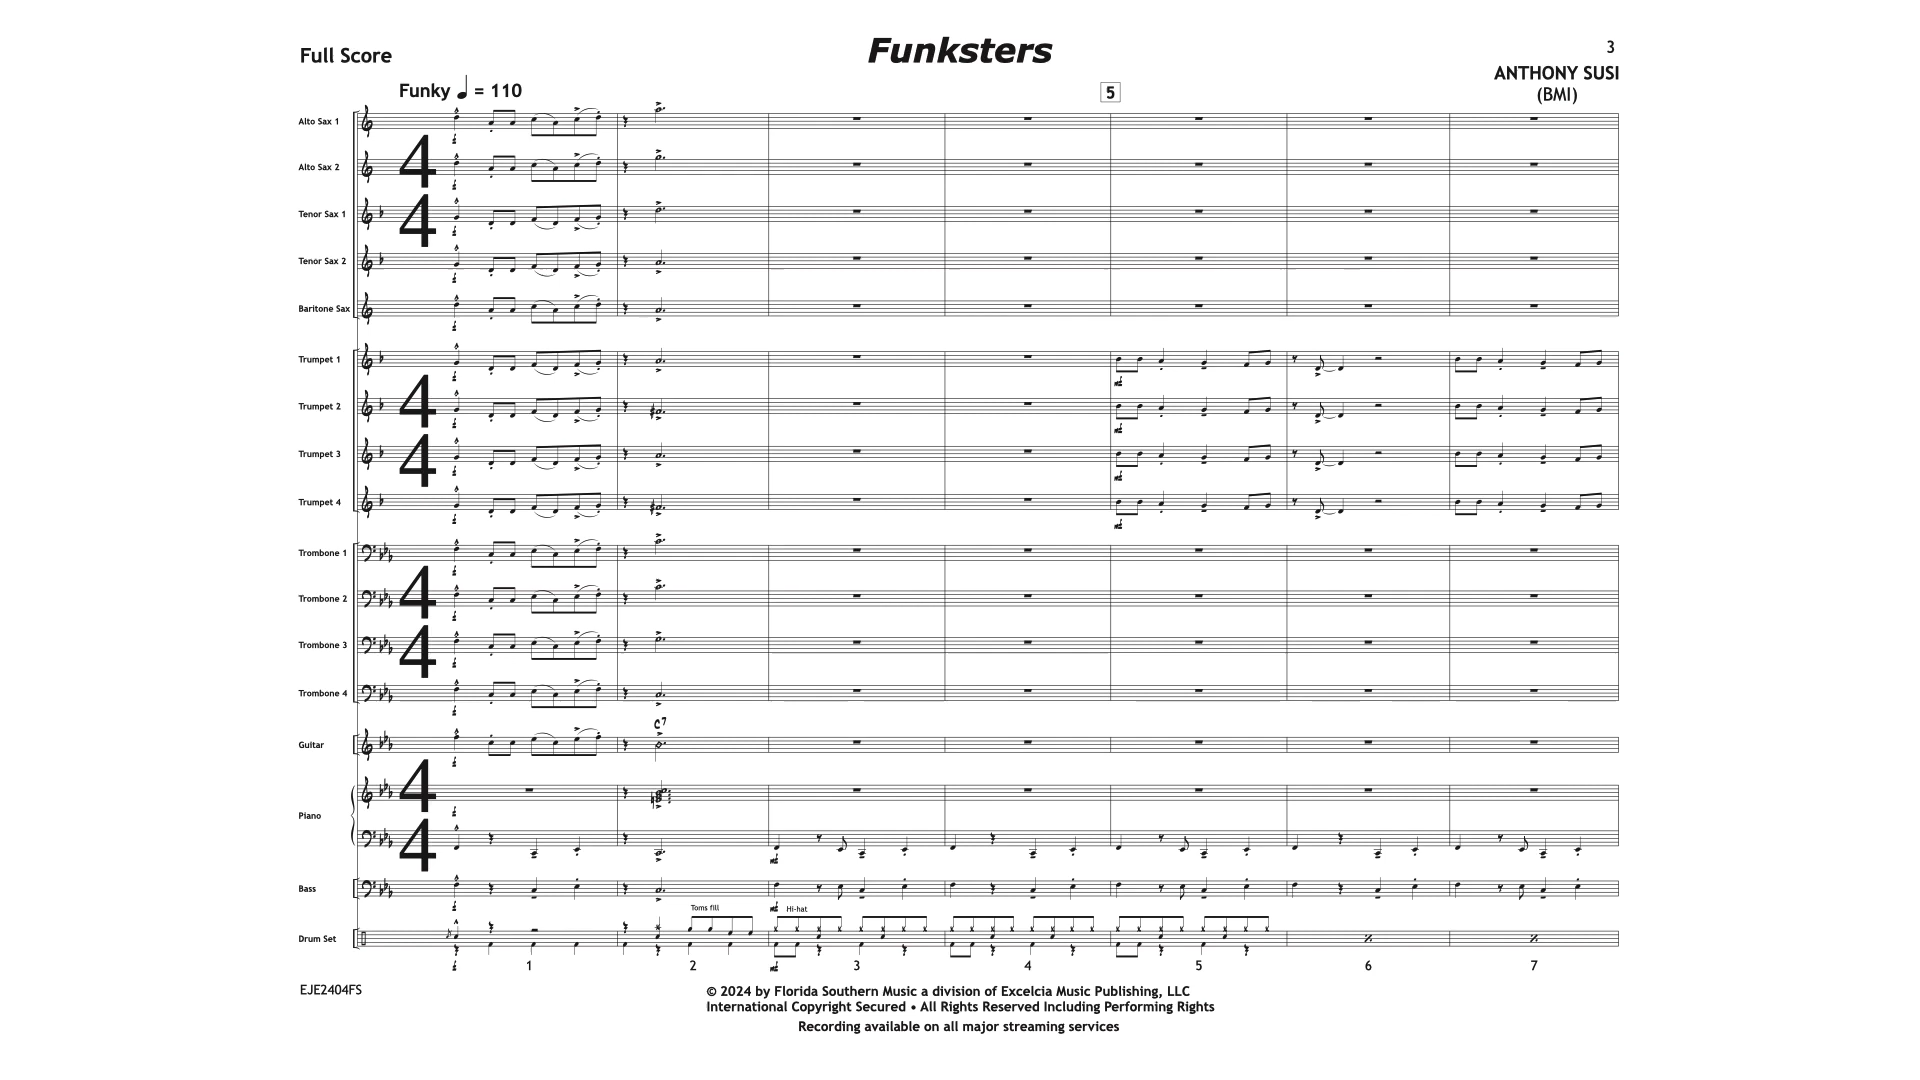 Full Score
Funksters
3
ANTHONY SUSI
(BMI)
Funky ♩ = 110
5
Alto Sax 1
Alto Sax 2
Tenor Sax 1
Tenor Sax 2
Baritone Sax
Trumpet 1
Trumpet 2
Trumpet 3
Trumpet 4
Trombone 1
Trombone 2
Trombone 3
Trombone 4
C7
Guitar
Piano
Bass
Toms fill
Hi-hat
Drum Set
1 2 3 4 5 6 7
EJE2404FS
© 2024 by Florida Southern Music a division of Excelcia Music Publishing, LLC
International Copyright Secured • All Rights Reserved Including Performing Rights
Recording available on all major streaming services